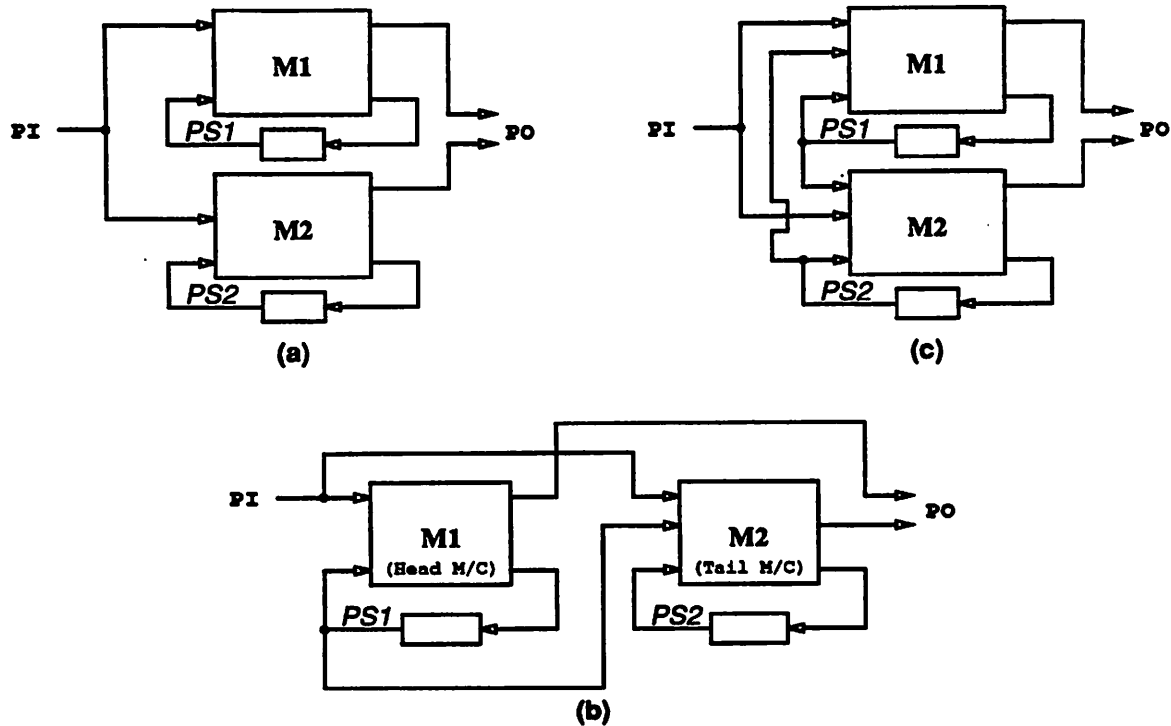 M1
PI
PS1
PO
M2
PS2
(a)
M1
PI
PS1
PO
M2
PS2
(c)
PI
M1
(Head M/C)
PS1
M2
(Tail M/C)
PS2
PO
(b)